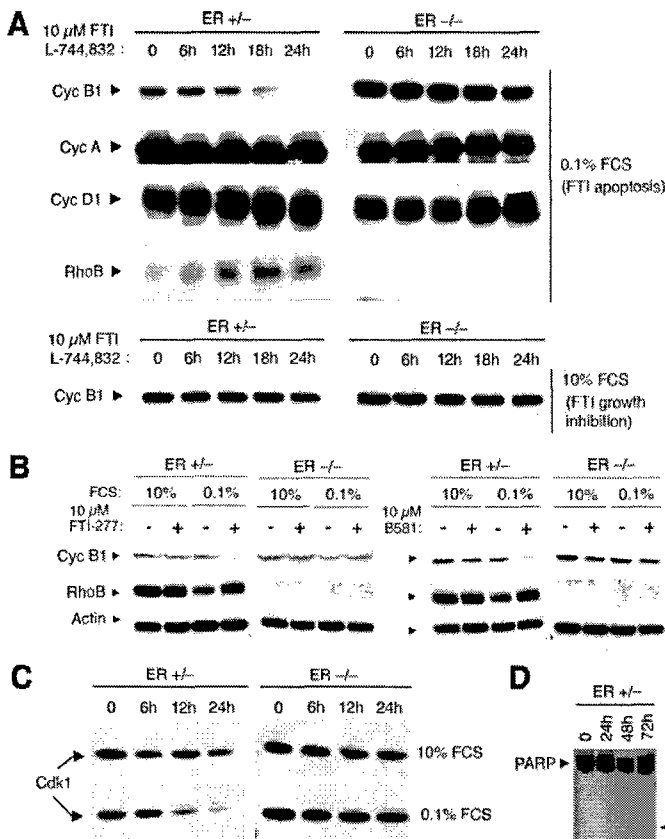 A
10 µM FTI
L-744,832 :
ER +/– ER –/–
0 6h 12h 18h 24h 0 6h 12h 18h 24h
Cyc B1
Cyc A
Cyc D1
RhoB
0.1% FCS
(FTI apoptosis)
10 µM FTI
L-744,832 :
ER +/– ER –/–
0 6h 12h 18h 24h 0 6h 12h 18h 24h
Cyc B1
10% FCS
(FTI growth
inhibition)
B
ER +/– ER –/– ER +/– ER –/–
FCS: 10% 0.1% 10% 0.1% 10% 0.1% 10% 0.1%
10 µM
FTI-277: - + - + - + - +
10 µM
B581: - + - + - + - +
Cyc B1
RhoB
Actin
C
ER +/– ER –/–
0 6h 12h 24h 0 6h 12h 24h
Cdk1
10% FCS
0.1% FCS
D
ER +/–
0 24h 48h 72h
PARP